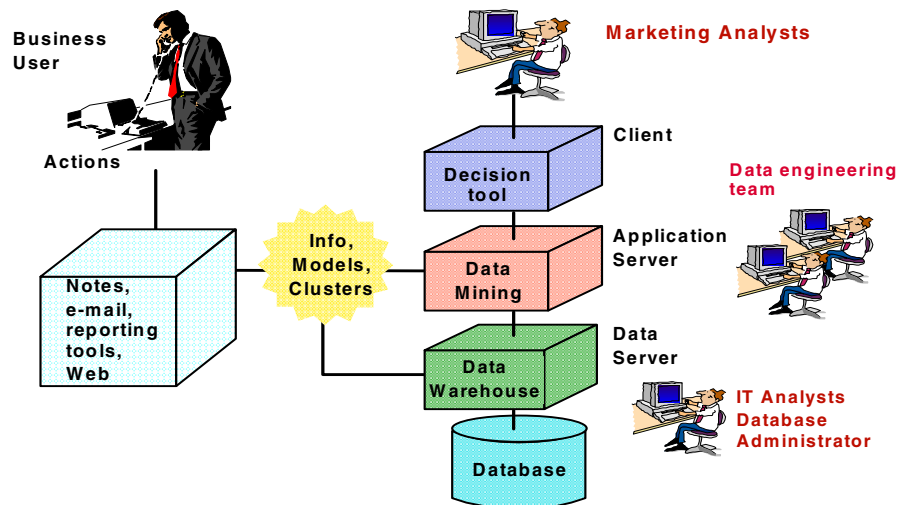 Business
User
Marketing Analysts
Actions
Client
Decision
tool
Data engineering
team
Info,
Models,
Clusters
Application
Server
Data
Mining
Notes,
e-mail,
reporting
tools,
Web
Data
Server
Data
Warehouse
IT Analysts
Database
Administrator
Database